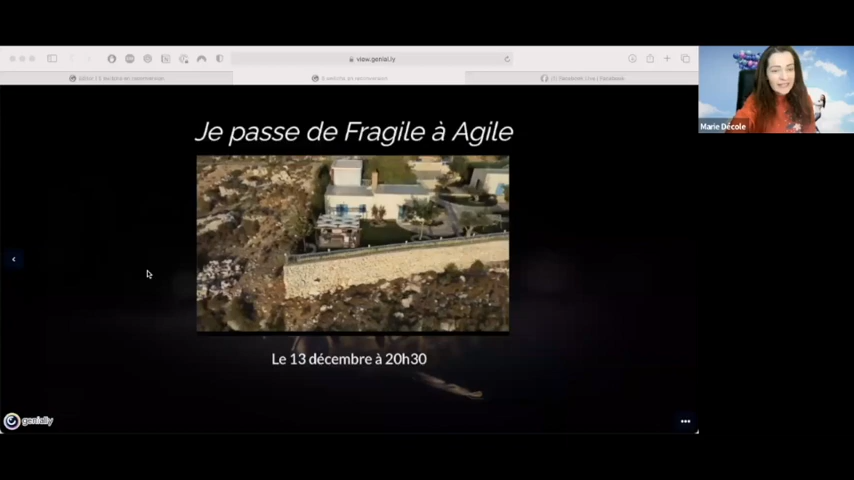 view.genial.ly
Marie Décole
Je passe de Fragile à Agile
Le 13 décembre à 20h30
genially